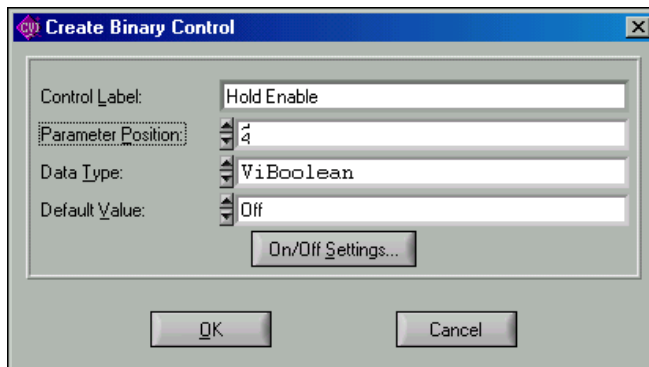 CVI Create Binary Control
Control Label: Hold Enable
Parameter Position: 4
Data Type: ViBoolean
Default Value: Off
On/Off Settings...
OK Cancel